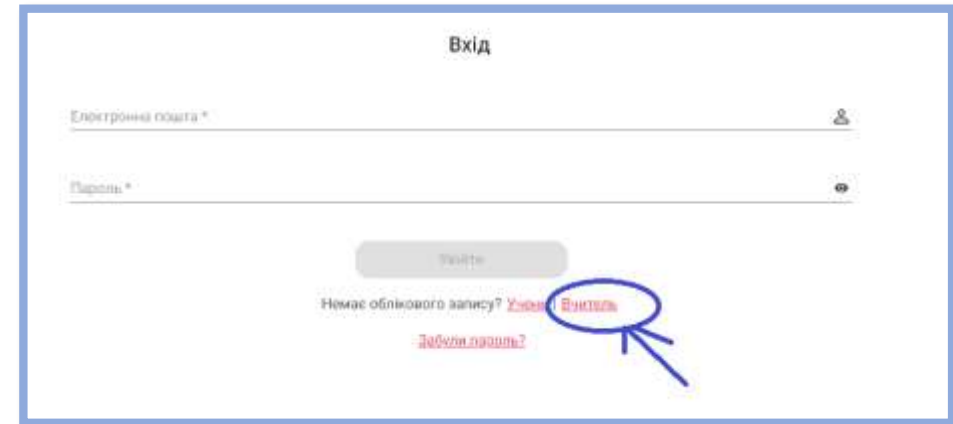 Вхід
Електронна пошта *
Пароль *
Увійти
Немає облікового запису? Учень | Вчитель
Забули пароль?